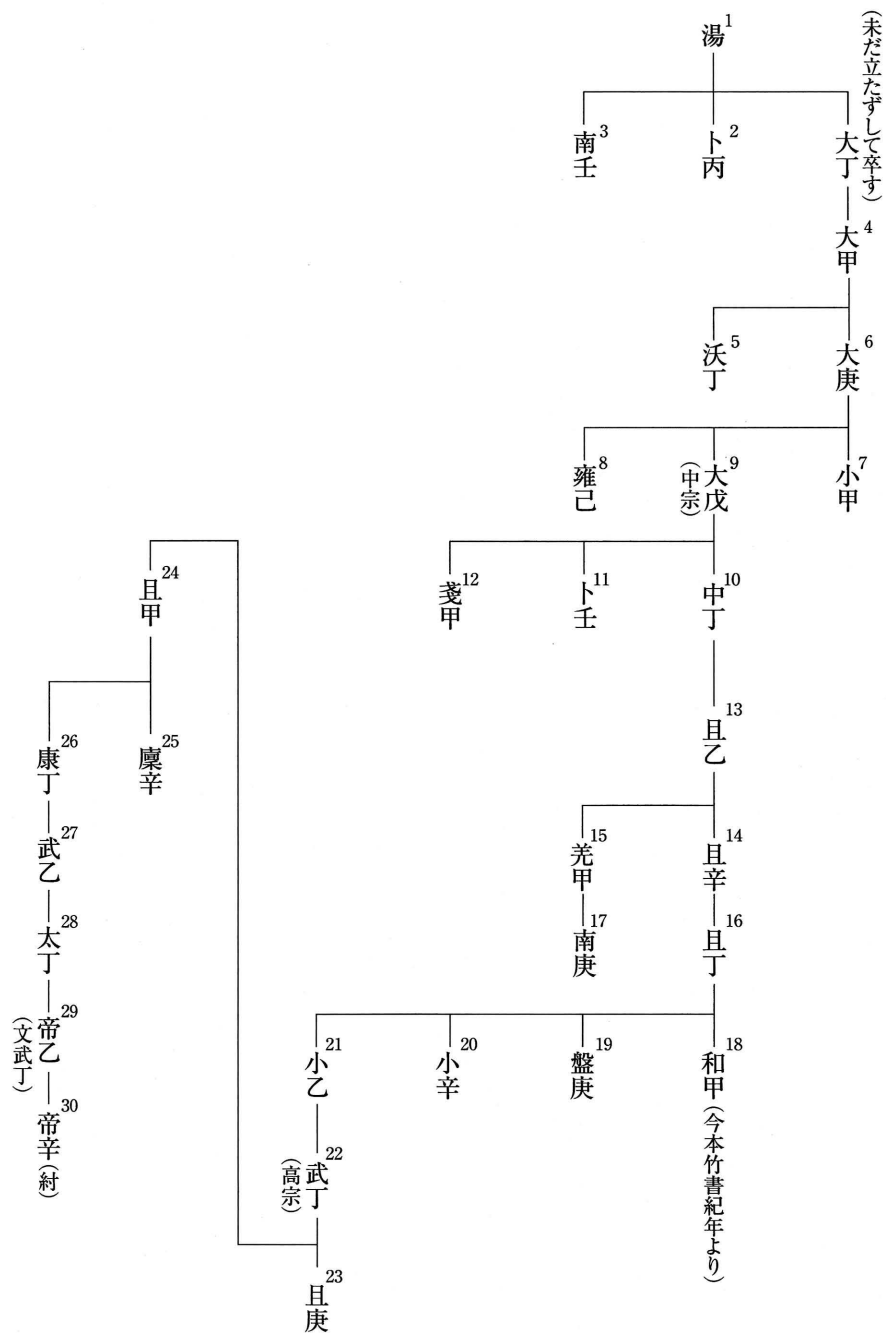 湯1
(未だ立たずして卒す)
大丁
卜丙2
南壬3
大甲4
大庚6
沃丁5
小甲7
大戊9
(中宗)
雍己8
中丁10
卜壬11
戔甲12
且乙13
且辛14
羌甲15
且丁16
南庚17
和甲18(今本竹書紀年より)
盤庚19
小辛20
小乙21
武丁22
(高宗)
且庚23
且甲24
廩辛25
康丁26
武乙27
太丁28
帝乙29
(文武丁)
帝辛30(紂)